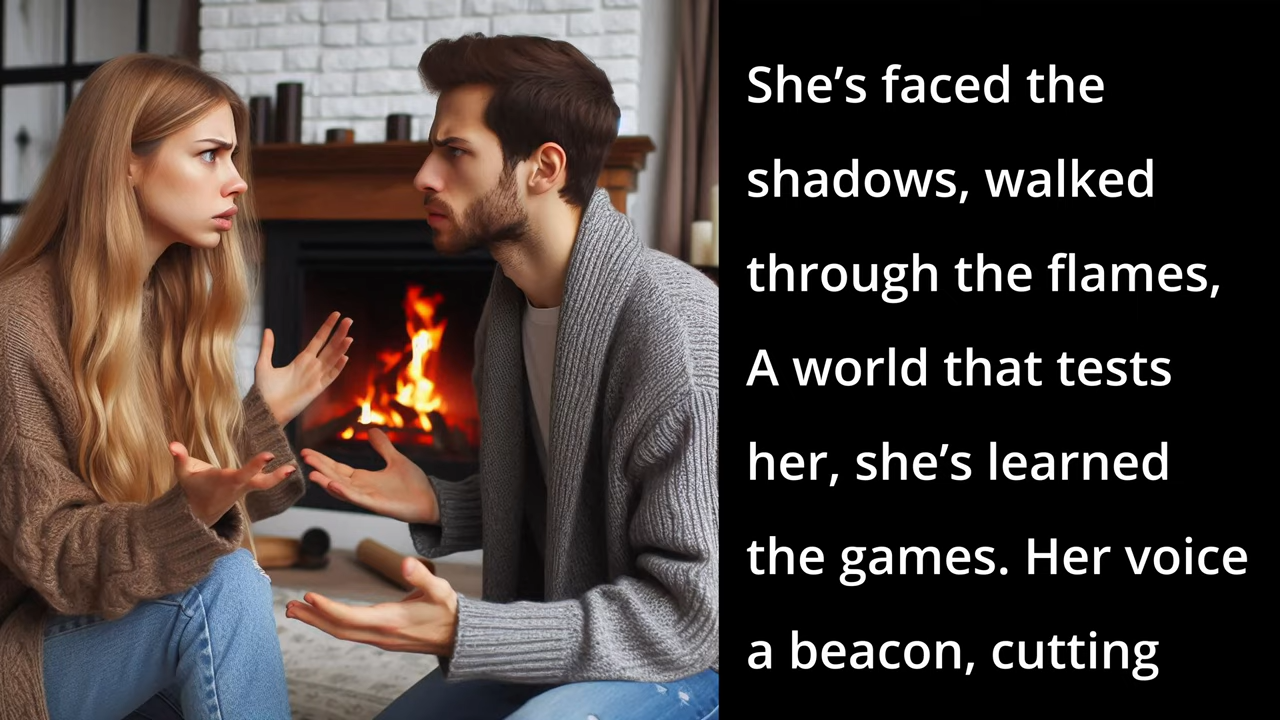 She’s faced the
shadows, walked
through the flames,
A world that tests
her, she’s learned
the games. Her voice
a beacon, cutting